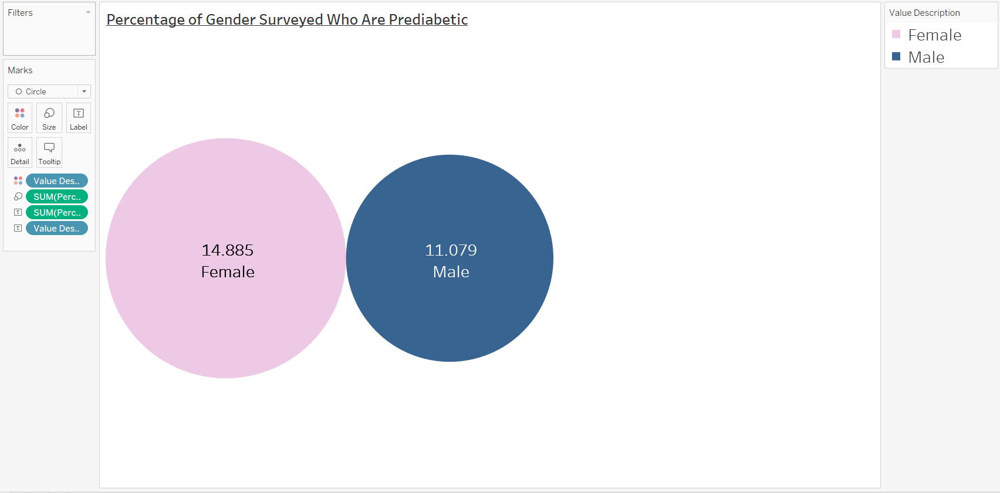 Filters
Marks
Circle
Color Size Label
Detail Tooltip
Value Des..
SUM(Perc..
SUM(Perc..
Value Des..
Percentage of Gender Surveyed Who Are Prediabetic
14.885
Female
11.079
Male
Value Description
Female
Male